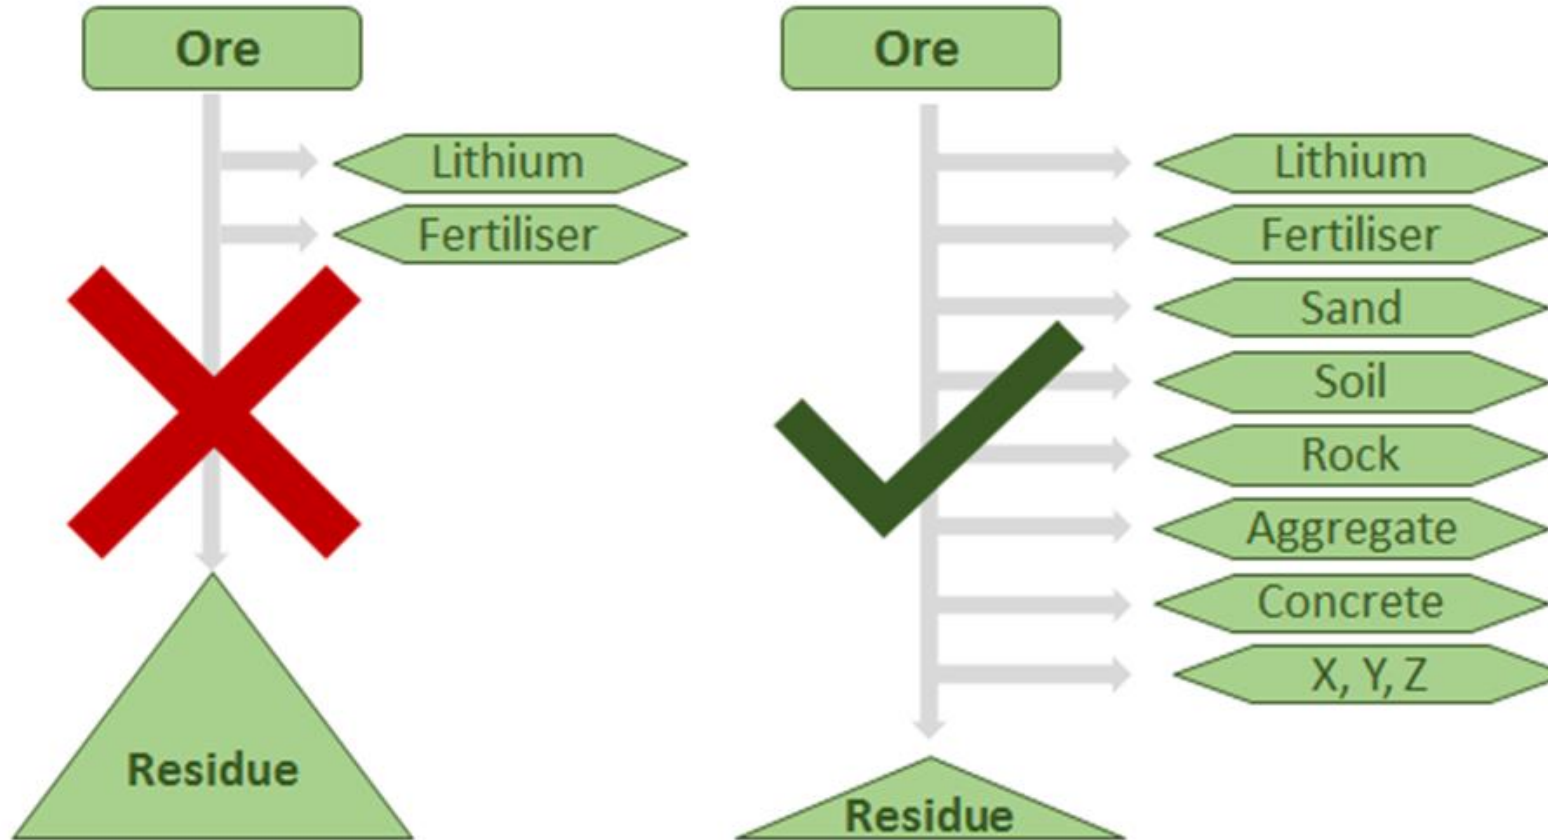 Ore
Lithium
Fertiliser
Residue
Ore
Lithium
Fertiliser
Sand
Soil
Rock
Aggregate
Concrete
X, Y, Z
Residue